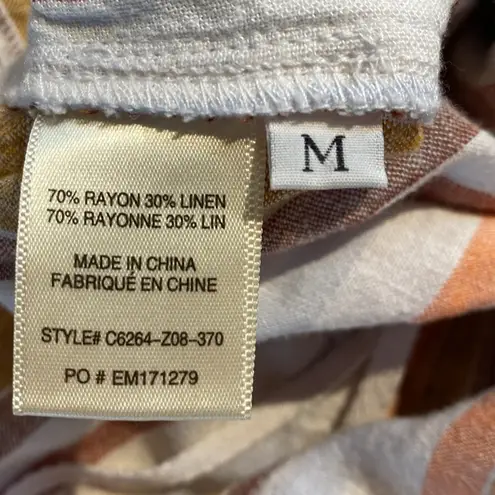 70% RAYON 30% LINEN
70% RAYONNE 30% LIN
MADE IN CHINA
FABRIQUÉ EN CHINE
STYLE# C6264-Z08-370
PO # EM171279
M